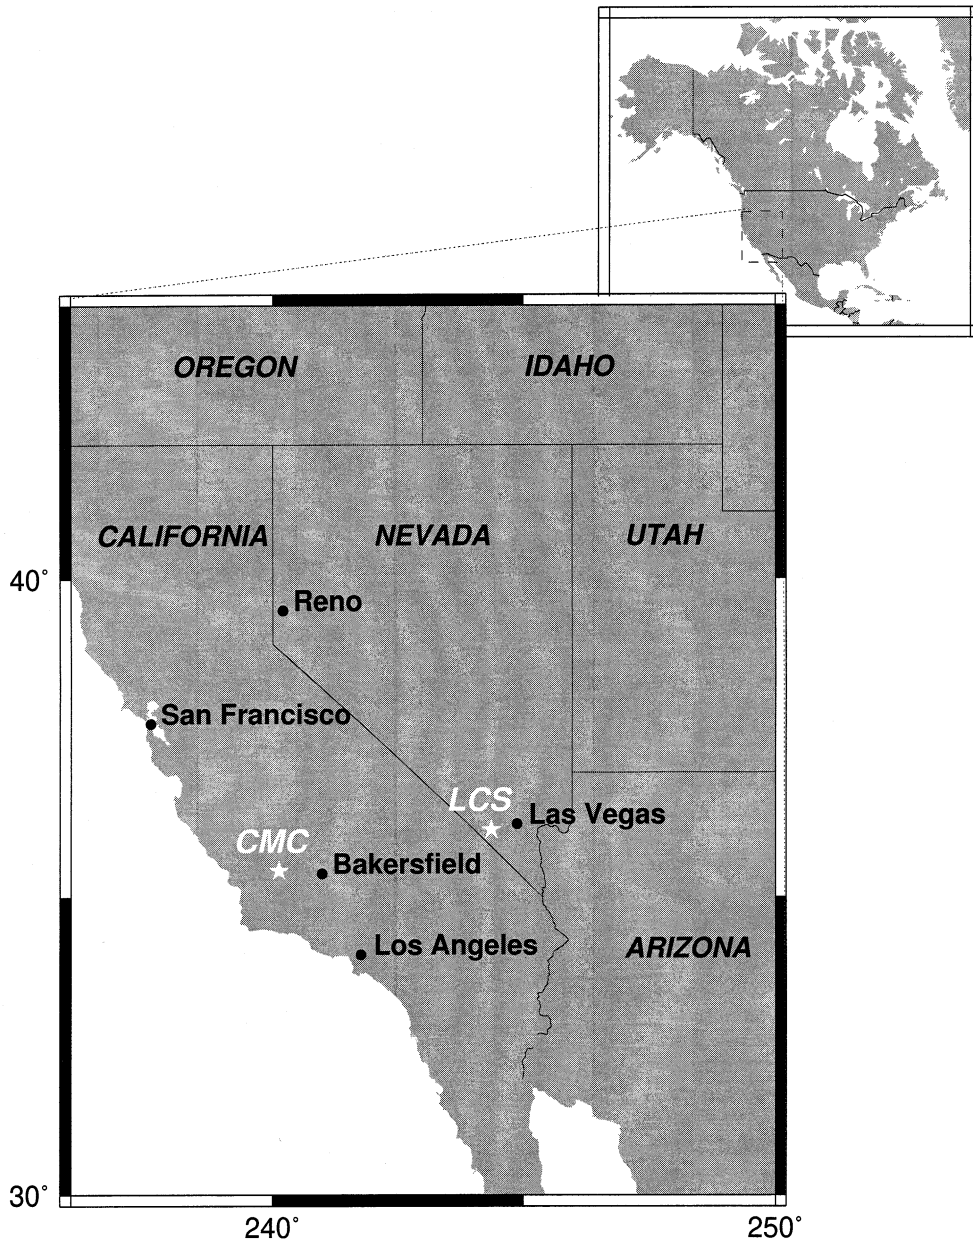 OREGON
IDAHO
CALIFORNIA
NEVADA
UTAH
40°
Reno
San Francisco
LCS
Las Vegas
CMC
Bakersfield
Los Angeles
ARIZONA
30°
240°
250°